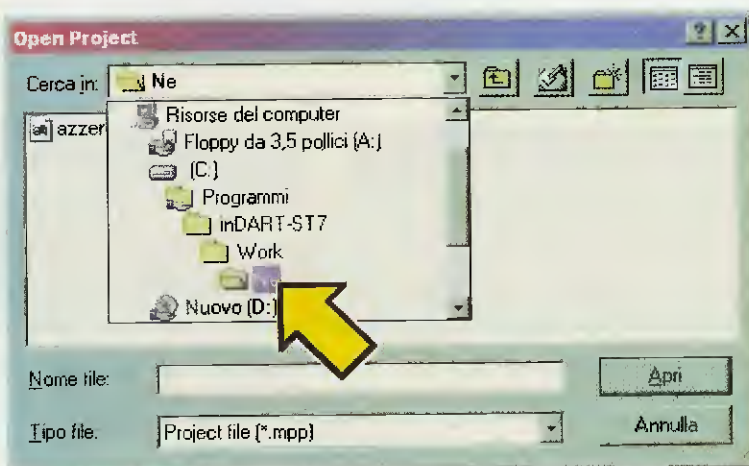 Open Project
Cerca in: Ne
azzer
Risorse del computer
Floppy da 3,5 pollici (A:)
(C:)
Programmi
inDART-ST7
Work
Nuovo (D:)
Nome file:
Apri
Tipo file: Project file (*.mpp)
Annulla